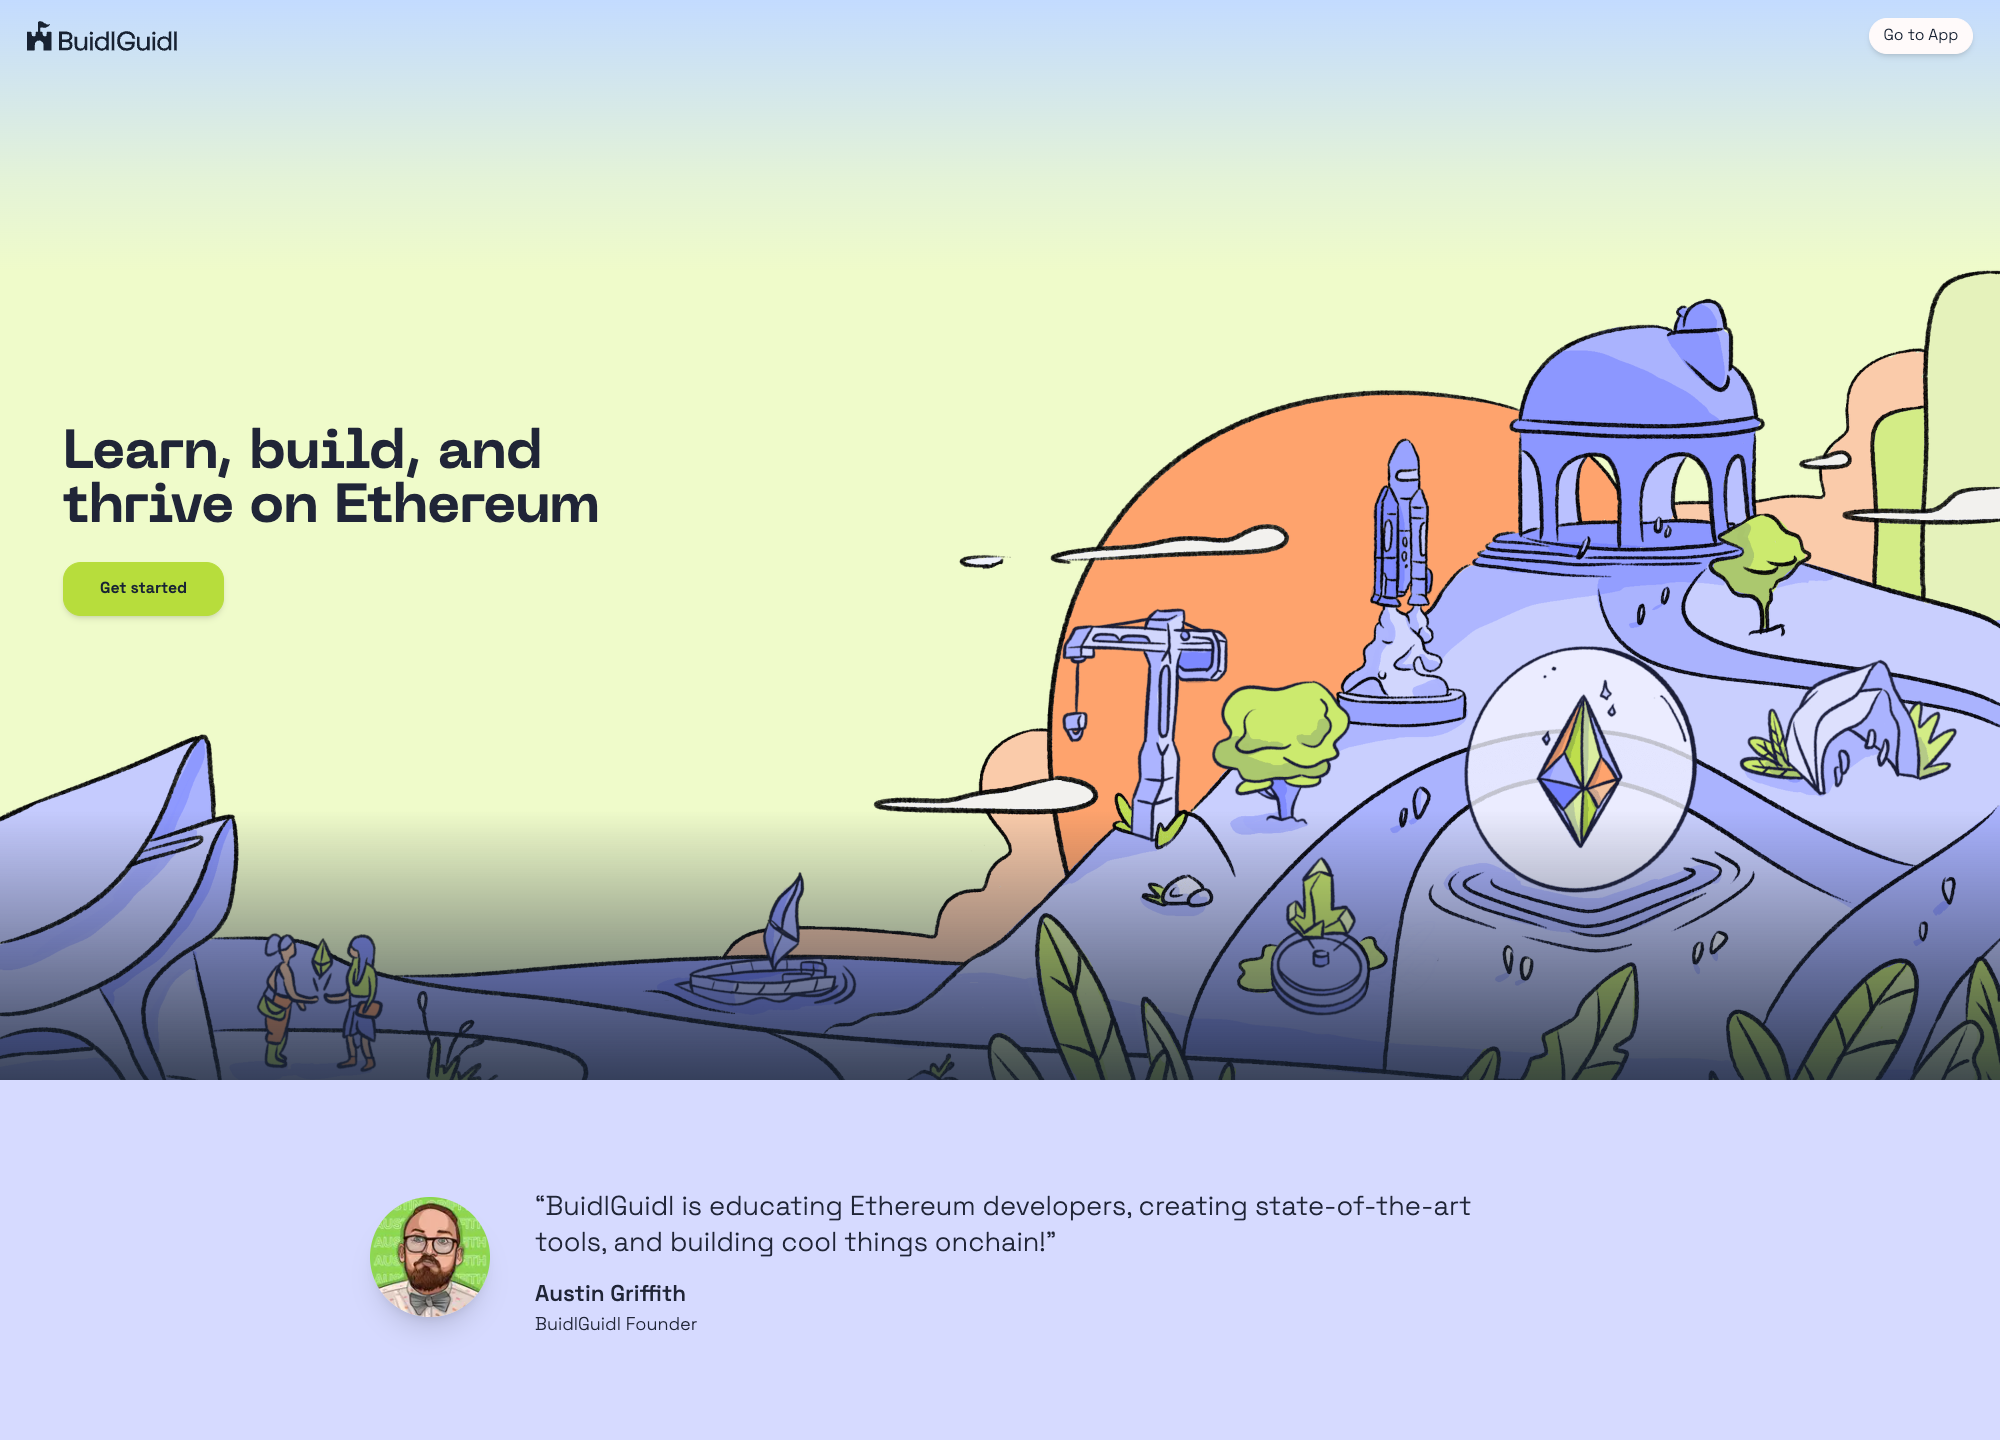 BuidlGuidl
Go to App
Learn, build, and
thrive on Ethereum
Get started
“BuidlGuidl is educating Ethereum developers, creating state-of-the-art
tools, and building cool things onchain!”
Austin Griffith
BuidlGuidl Founder